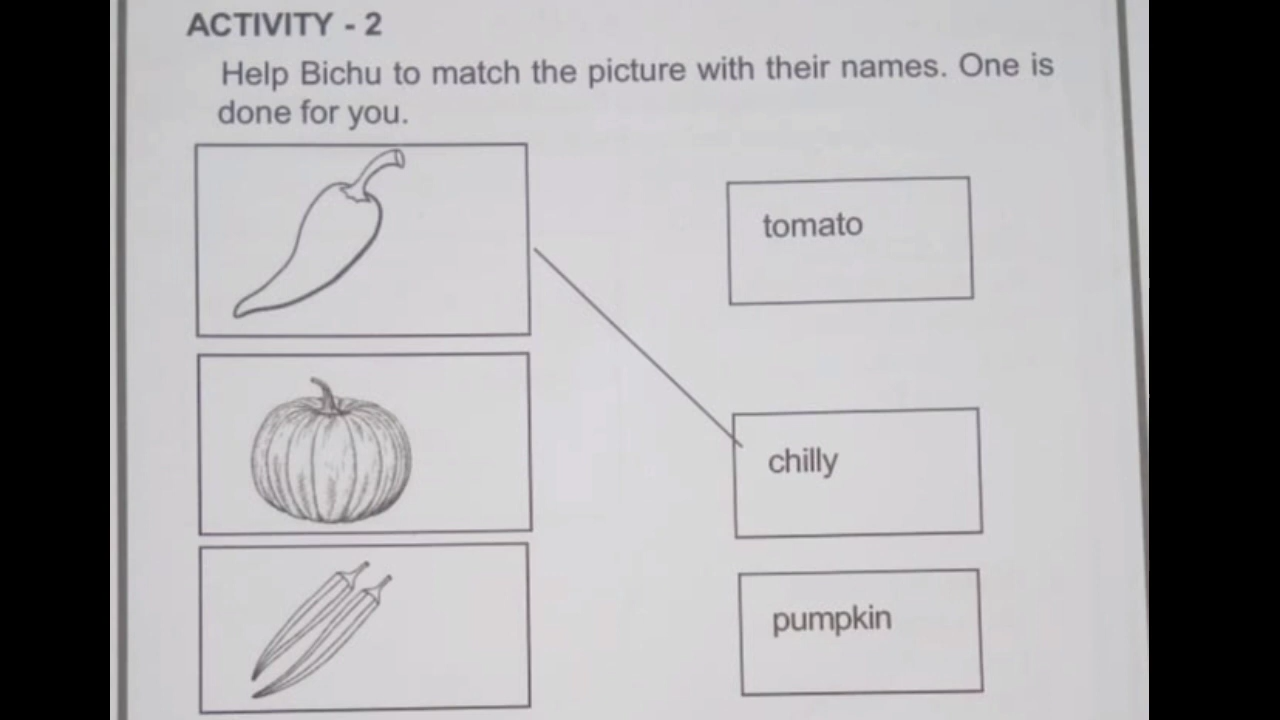 ACTIVITY - 2
Help Bichu to match the picture with their names. One is
done for you.
tomato
chilly
pumpkin